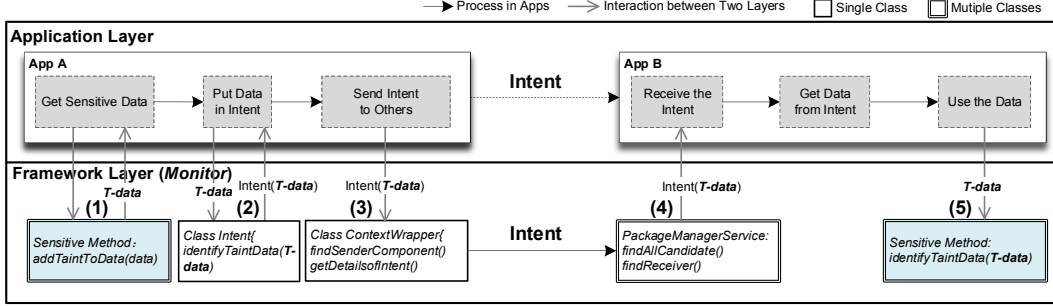 Process in Apps
Interaction between Two Layers
Single Class
Mutiple Classes
Application Layer
App A
Get Sensitive Data
Put Data
in Intent
Send Intent
to Others
Intent
App B
Receive the
Intent
Get Data
from Intent
Use the Data
Framework Layer (Monitor)
T-data
T-data
Intent(T-data)
Intent(T-data)
Intent(T-data)
T-data
(1)
(2)
(3)
(4)
(5)
Sensitive Method:
addTaintToData(data)
Class Intent{
identifyTaintData(T-
data)
Class ContextWrapper{
findSenderComponent()
getDetailsofIntent()
Intent
PackageManagerService:
findAllCandidate()
findReceiver()
Sensitive Method:
identifyTaintData(T-data)